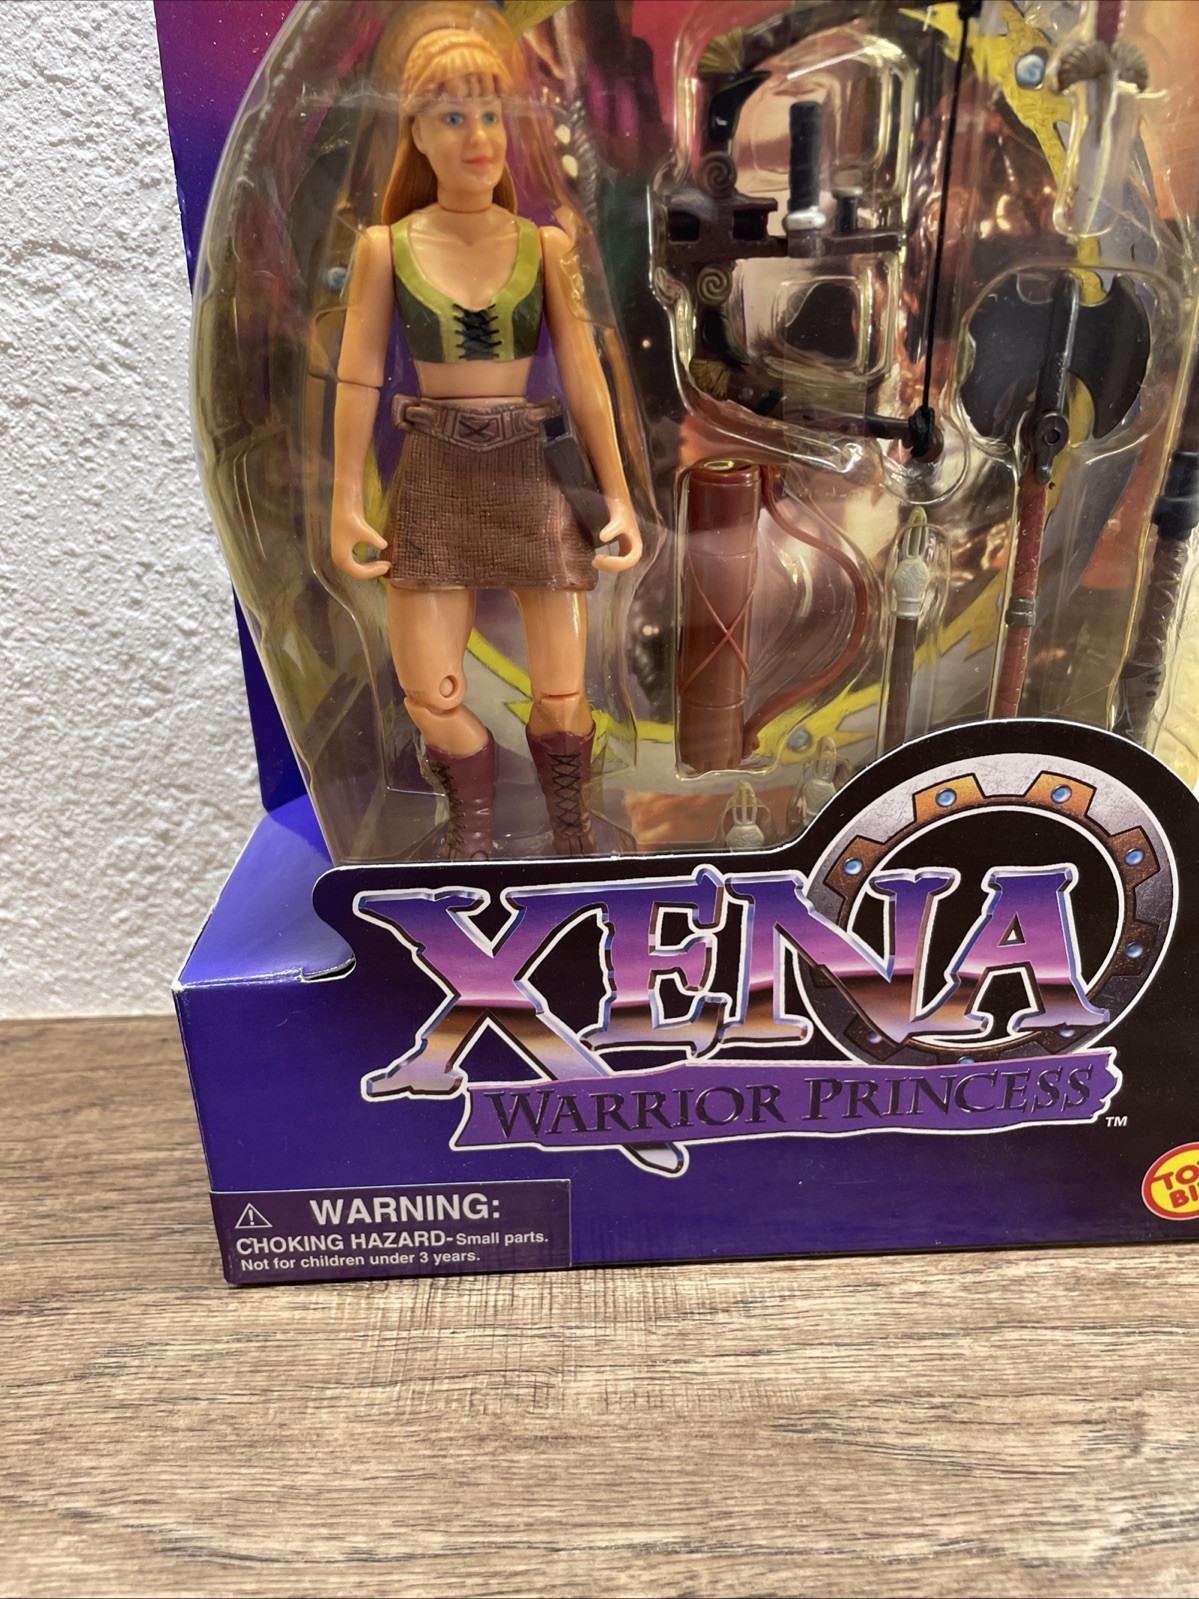 XENA
WARRIOR PRINCESS
TM
WARNING:
CHOKING HAZARD-Small parts.
Not for children under 3 years.